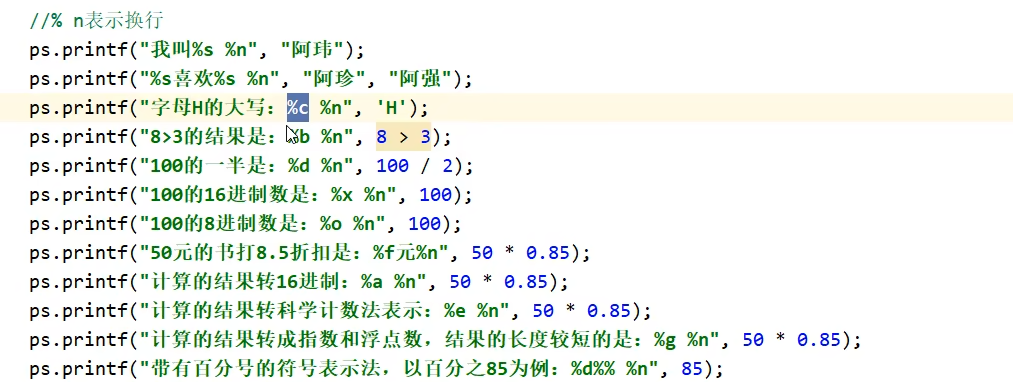 //% n表示换行
ps.printf("我叫%s %n", "阿玮");
ps.printf("%s喜欢%s %n", "阿珍", "阿强");
ps.printf("字母H的大写：%c %n", 'H');
ps.printf("8>3的结果是：%b %n", 8 > 3);
ps.printf("100的一半是：%d %n", 100 / 2);
ps.printf("100的16进制数是：%x %n", 100);
ps.printf("100的8进制数是：%o %n", 100);
ps.printf("50元的书打8.5折扣是：%f元%n", 50 * 0.85);
ps.printf("计算的结果转16进制：%a %n", 50 * 0.85);
ps.printf("计算的结果转科学计数法表示：%e %n", 50 * 0.85);
ps.printf("计算的结果转成指数和浮点数，结果的长度较短的是：%g %n", 50 * 0.85);
ps.printf("带有百分号的符号表示法，以百分之85为例：%d%% %n", 85);